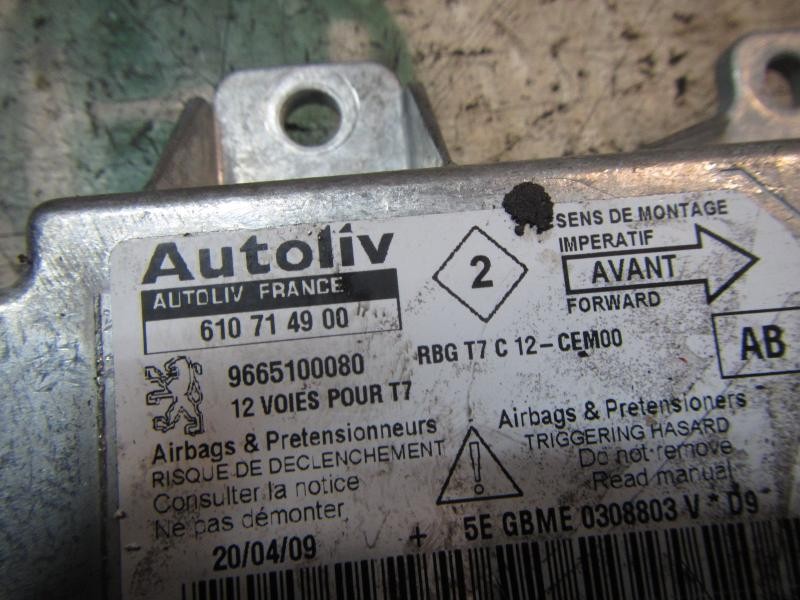 Autoliv
AUTOLIV FRANCE
610 71 49 00
2
SENS DE MONTAGE
IMPERATIF
AVANT
FORWARD
9665100080
12 VOIES POUR T7
RBG T7 C 12-CEM00
AB
Airbags & Pretensionneurs
RISQUE DE DECLENCHEMENT
Consulter la notice
Ne pas démonter
!
Airbags & Pretensioners
TRIGGERING HASARD
Do not remove
Read manual
20/04/09
+ 5E GBME 0308803 V * D9